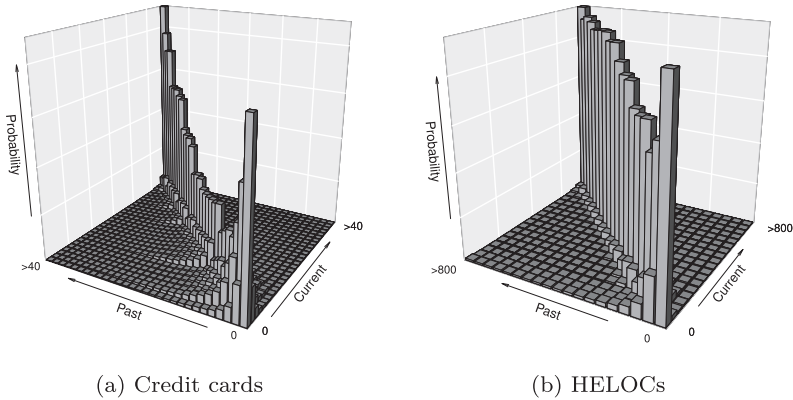 Probability
>40
Past
0
0
Current
>40
(a) Credit cards
Probability
>800
Past
0
0
Current
>800
(b) HELOCs